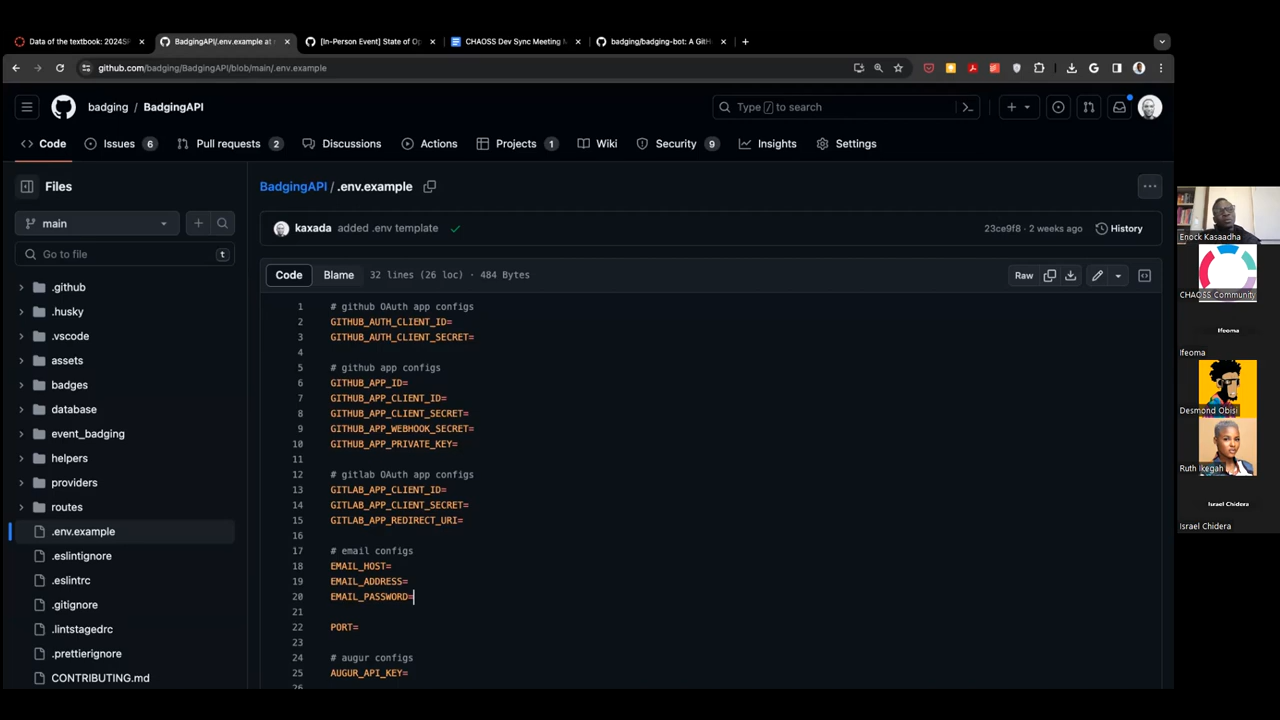 Data of the textbook: 2024SP
BadgingAPI/.env.example at
[In-Person Event] State of Op
CHAOSS Dev Sync Meeting M
badging/badging-bot: A GitH
github.com/badging/BadgingAPI/blob/main/.env.example
badging / BadgingAPI
Type / to search
Code
Issues 6
Pull requests 2
Discussions
Actions
Projects 1
Wiki
Security 9
Insights
Settings
Files
main
Go to file
t
.github
.husky
.vscode
assets
badges
database
event_badging
helpers
providers
routes
.env.example
.eslintignore
.eslintrc
.gitignore
.lintstagedrc
.prettierignore
CONTRIBUTING.md
BadgingAPI / .env.example
kaxada added .env template
23ce9f8 · 2 weeks ago
History
Code
Blame
32 lines (26 loc) · 484 Bytes
Raw
1 # github OAuth app configs
2 GITHUB_AUTH_CLIENT_ID=
3 GITHUB_AUTH_CLIENT_SECRET=
4
5 # github app configs
6 GITHUB_APP_ID=
7 GITHUB_APP_CLIENT_ID=
8 GITHUB_APP_CLIENT_SECRET=
9 GITHUB_APP_WEBHOOK_SECRET=
10 GITHUB_APP_PRIVATE_KEY=
11
12 # gitlab OAuth app configs
13 GITLAB_APP_CLIENT_ID=
14 GITLAB_APP_CLIENT_SECRET=
15 GITLAB_APP_REDIRECT_URI=
16
17 # email configs
18 EMAIL_HOST=
19 EMAIL_ADDRESS=
20 EMAIL_PASSWORD=
21
22 PORT=
23
24 # augur configs
25 AUGUR_API_KEY=
26
Enock Kasaadha
CHAOSS Community
Ifeoma
Ifeoma
Desmond Obisi
Ruth Ikegah
Israel Chidera
Israel Chidera